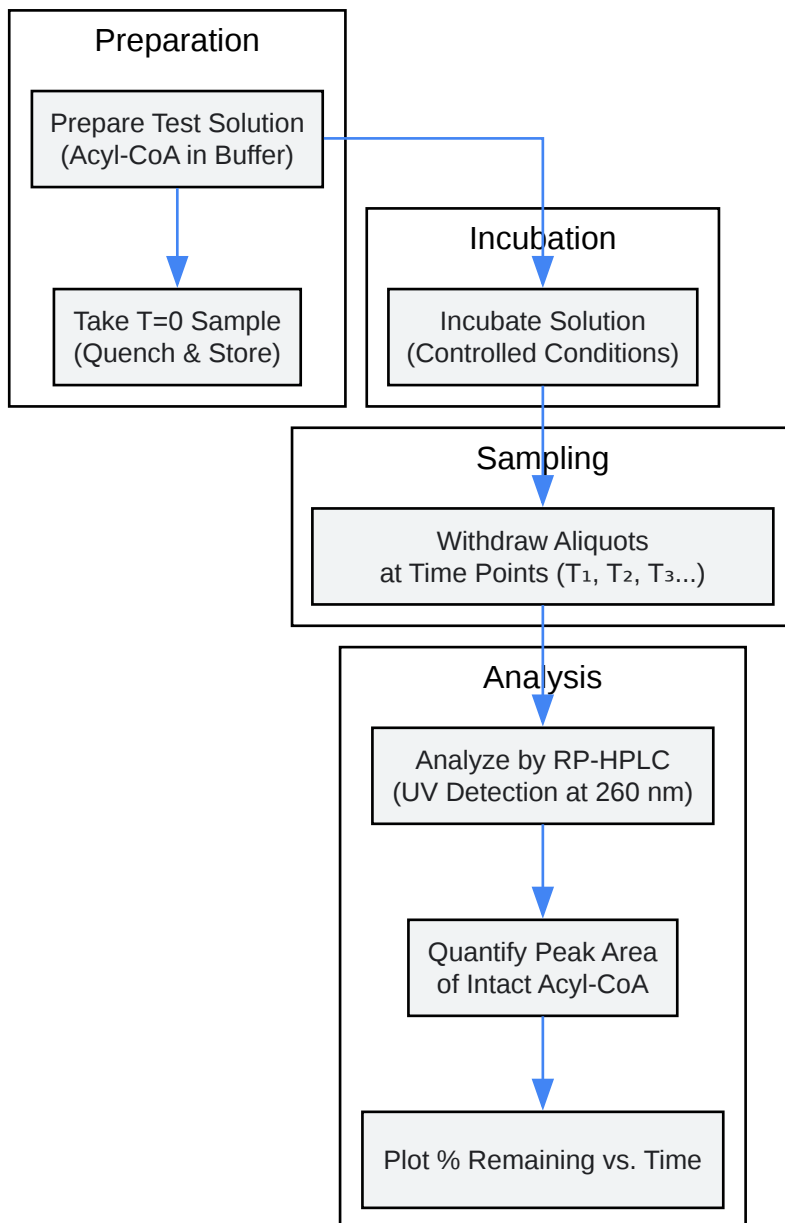 Preparation
Prepare Test Solution
(Acyl-CoA in Buffer)
Take T=0 Sample
(Quench & Store)
Incubation
Incubate Solution
(Controlled Conditions)
Sampling
Withdraw Aliquots
at Time Points (T₁, T₂, T₃...)
Analysis
Analyze by RP-HPLC
(UV Detection at 260 nm)
Quantify Peak Area
of Intact Acyl-CoA
Plot % Remaining vs. Time